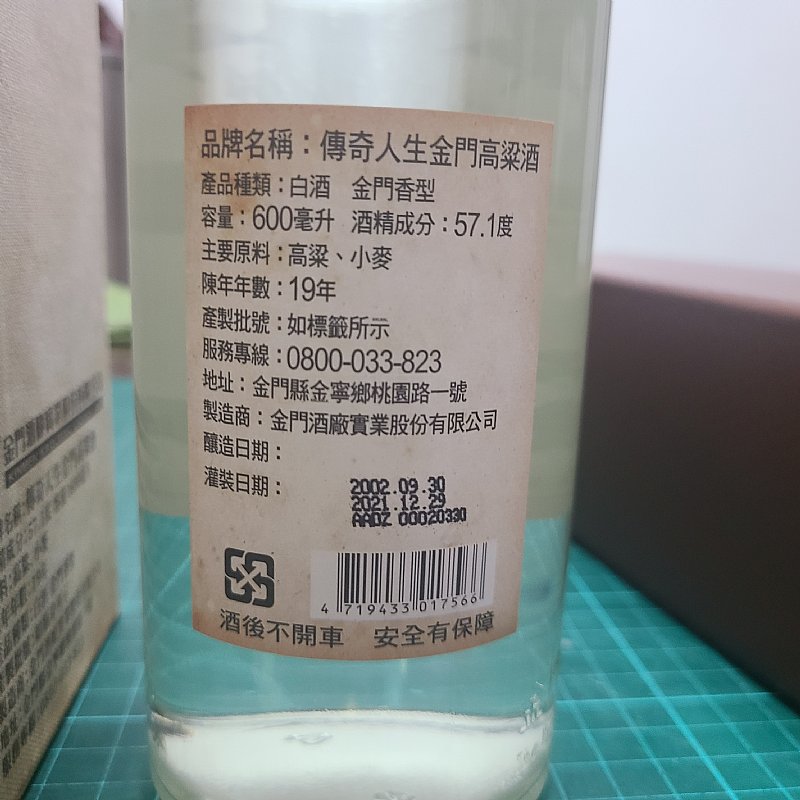 品牌名稱：傳奇人生金門高粱酒
產品種類：白酒　金門香型
容量：600毫升　酒精成分：57.1度
主要原料：高粱、小麥
陳年年數：19年
產製批號：如標籤所示
服務專線：0800-033-823
地址：金門縣金寧鄉桃園路一號
製造商：金門酒廠實業股份有限公司
釀造日期：
灌裝日期：
2002.09.30
2021.12.29
AADZ 00020330
4 719433 017566
酒後不開車　安全有保障